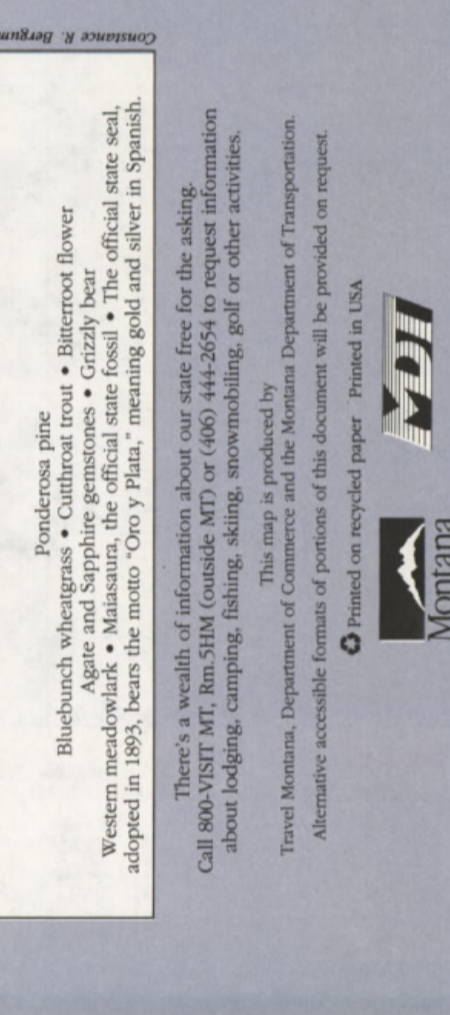 Constance R. Bergum
Ponderosa pine
Bluebunch wheatgrass • Cutthroat trout • Bitterroot flower
Agate and Sapphire gemstones • Grizzly bear
Western meadowlark • Maiasaura, the official state fossil • The official state seal,
adopted in 1893, bears the motto "Oro y Plata," meaning gold and silver in Spanish.
There's a wealth of information about our state free for the asking.
Call 800-VISIT MT, Rm.5HM (outside MT) or (406) 444-2654 to request information
about lodging, camping, fishing, skiing, snowmobiling, golf or other activities.
This map is produced by
Travel Montana, Department of Commerce and the Montana Department of Transportation.
Alternative accessible formats of portions of this document will be provided on request.
Printed on recycled paper Printed in USA
Montana
MDT